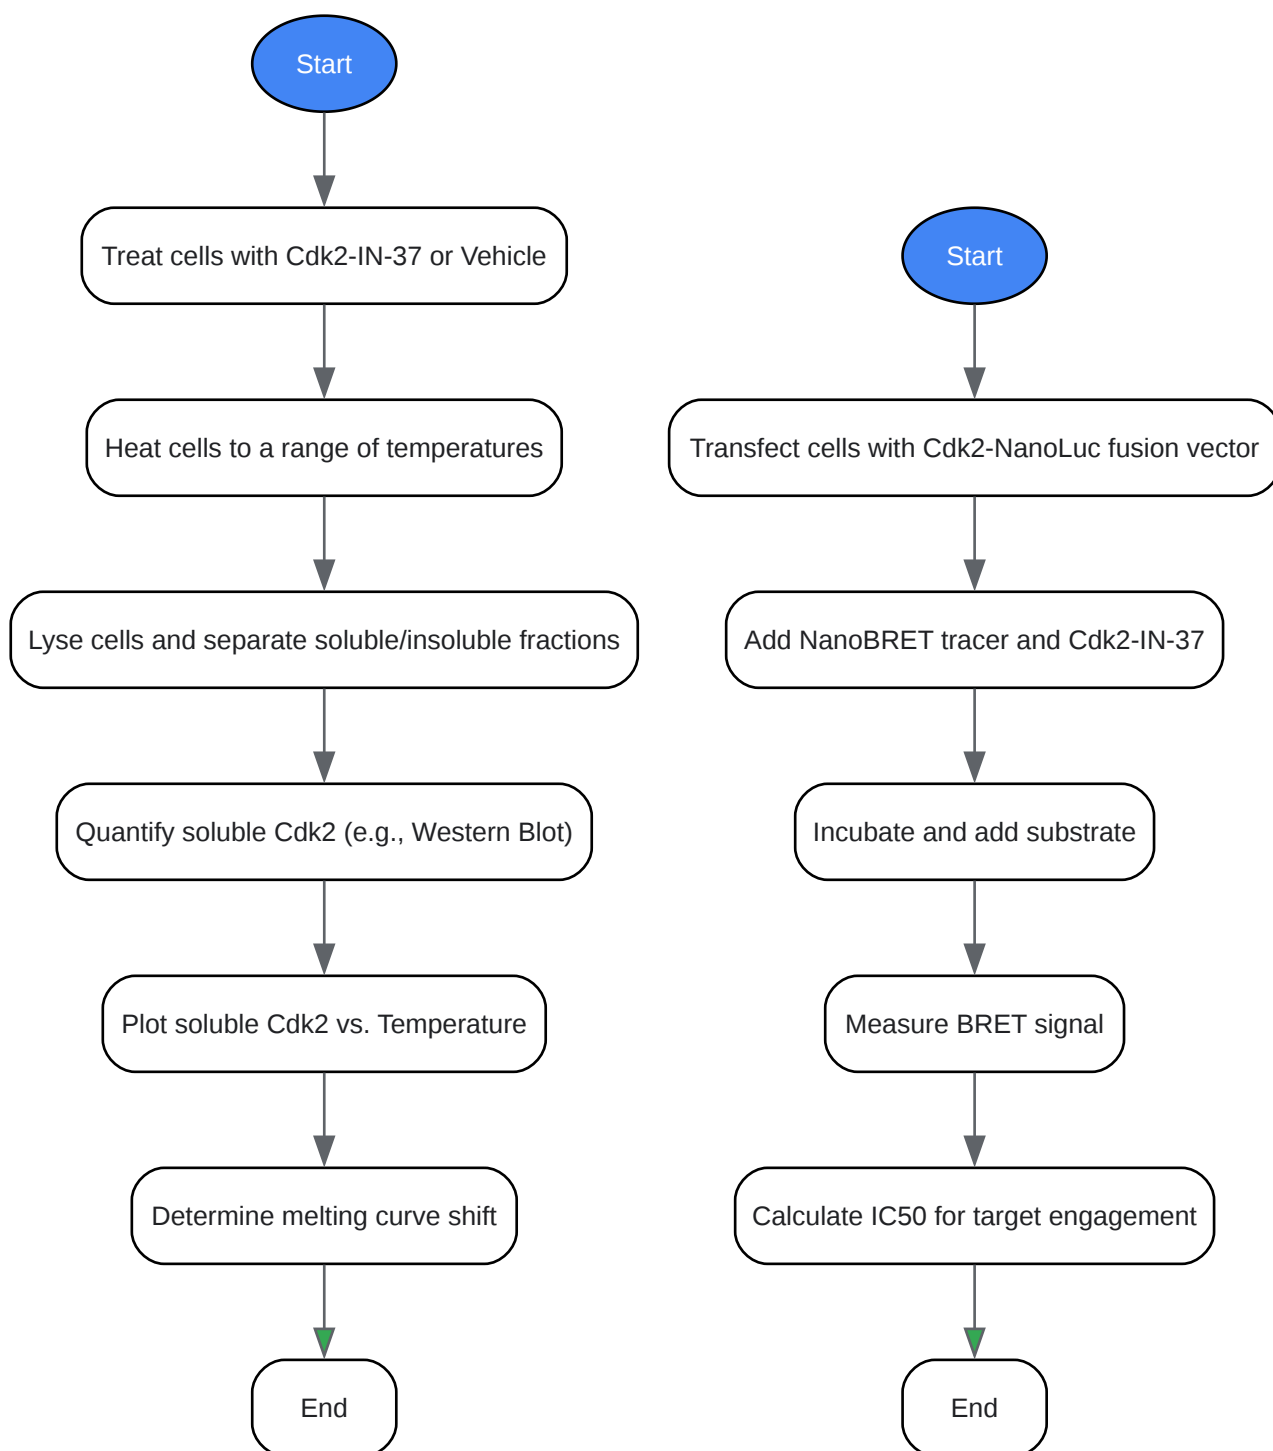 Start
Treat cells with Cdk2-IN-37 or Vehicle
Heat cells to a range of temperatures
Lyse cells and separate soluble/insoluble fractions
Quantify soluble Cdk2 (e.g., Western Blot)
Plot soluble Cdk2 vs. Temperature
Determine melting curve shift
End
Start
Transfect cells with Cdk2-NanoLuc fusion vector
Add NanoBRET tracer and Cdk2-IN-37
Incubate and add substrate
Measure BRET signal
Calculate IC50 for target engagement
End